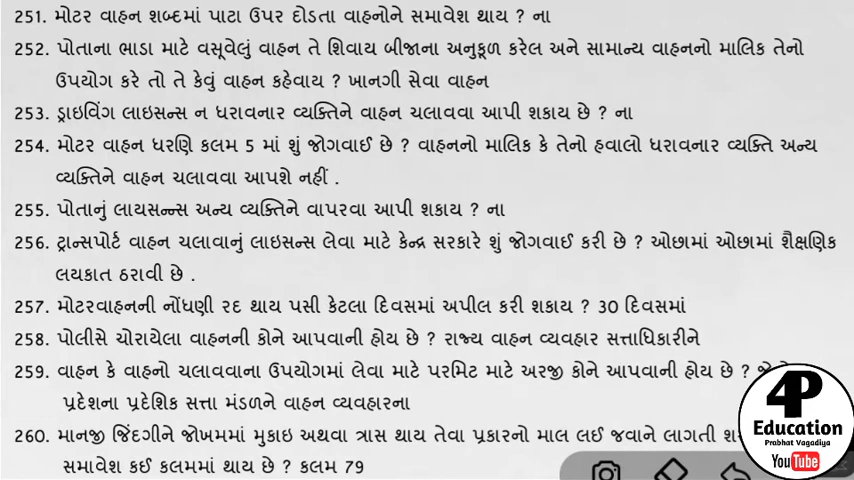 251. મોટર વાહન શબ્દમાં પાટા ઉપર દોડતા વાહનોને સમાવેશ થાય ? ના
252. પોતાના ભાડા માટે વસૂવેલું વાહન તે શિવાય બીજાના અનુકૂળ કરેલ અને સામાન્ય વાહનનો માલિક તેનો
ઉપયોગ કરે તો તે કેવું વાહન કહેવાય ? ખાનગી સેવા વાહન
253. ડ્રાઇવિંગ લાઇસન્સ ન ધરાવનાર વ્યક્તિને વાહન ચલાવવા આપી શકાય છે ? ના
254. મોટર વાહન ધરણિ કલમ 5 માં શું જોગવાઈ છે ? વાહનનો માલિક કે તેનો હવાલો ધરાવનાર વ્યક્તિ અન્ય
વ્યક્તિને વાહન ચલાવવા આપશે નહીં .
255. પોતાનું લાયસન્સ અન્ય વ્યક્તિને વાપરવા આપી શકાય ? ના
256. ટ્રાન્સપોર્ટ વાહન ચલાવાનું લાઇસન્સ લેવા માટે કેન્દ્ર સરકારે શું જોગવાઈ કરી છે ? ઓછામાં ઓછામાં શૈક્ષણિક
લયકાત ઠરાવી છે .
257. મોટરવાહનની નોંધણી રદ થાય પસી કેટલા દિવસમાં અપીલ કરી શકાય ? 30 દિવસમાં
258. પોલીસે ચોરાયેલા વાહનની કોને આપવાની હોય છે ? રાજ્ય વાહન વ્યવહાર સત્તાધિકારીને
259. વાહન કે વાહનો ચલાવવાના ઉપયોગમાં લેવા માટે પરમિટ માટે અરજી કોને આપવાની હોય છે ?
પ્રદેશના પ્રદેશિક સત્તા મંડળને વાહન વ્યવહારના
260. માનજી જિંદગીને જોખમમાં મુકાઇ અથવા ત્રાસ થાય તેવા પ્રકારનો માલ લઈ જવાને લાગતી
સમાવેશ કઈ કલમમાં થાય છે ? કલમ 79
4P
Education
Prabhat Vagadiya
YouTube